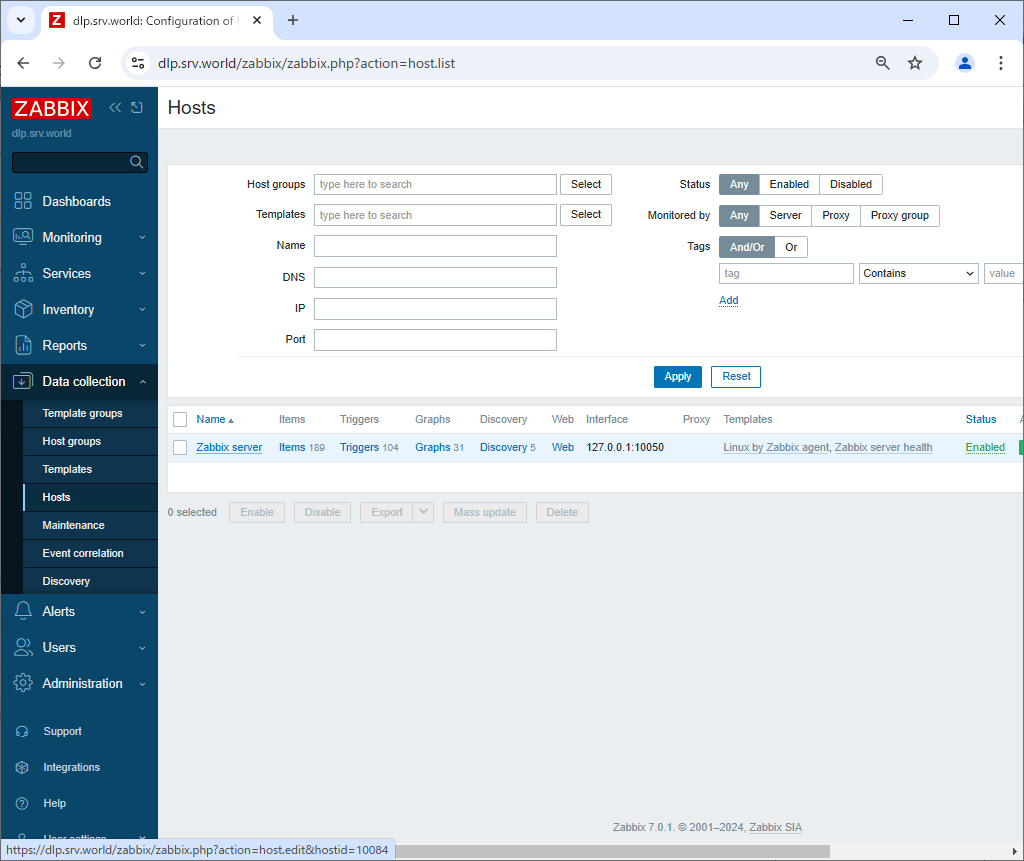 dlp.srv.world: Configuration of
dlp.srv.world/zabbix/zabbix.php?action=host.list
ZABBIX
dlp.srv.world
Dashboards
Monitoring
Services
Inventory
Reports
Data collection
Template groups
Host groups
Templates
Hosts
Maintenance
Event correlation
Discovery
Alerts
Users
Administration
Support
Integrations
Help
User settings
Hosts
Host groups type here to search Select
Templates type here to search Select
Name
DNS
IP
Port
Status Any Enabled Disabled
Monitored by Any Server Proxy Proxy group
Tags And/Or Or
tag Contains value
Add
Apply Reset
Name Items Triggers Graphs Discovery Web Interface Proxy Templates Status
Zabbix server Items 189 Triggers 104 Graphs 31 Discovery 5 Web 127.0.0.1:10050 Linux by Zabbix agent, Zabbix server health Enabled
0 selected Enable Disable Export Mass update Delete
Zabbix 7.0.1. © 2001–2024, Zabbix SIA
https://dlp.srv.world/zabbix/zabbix.php?action=host.edit&hostid=10084